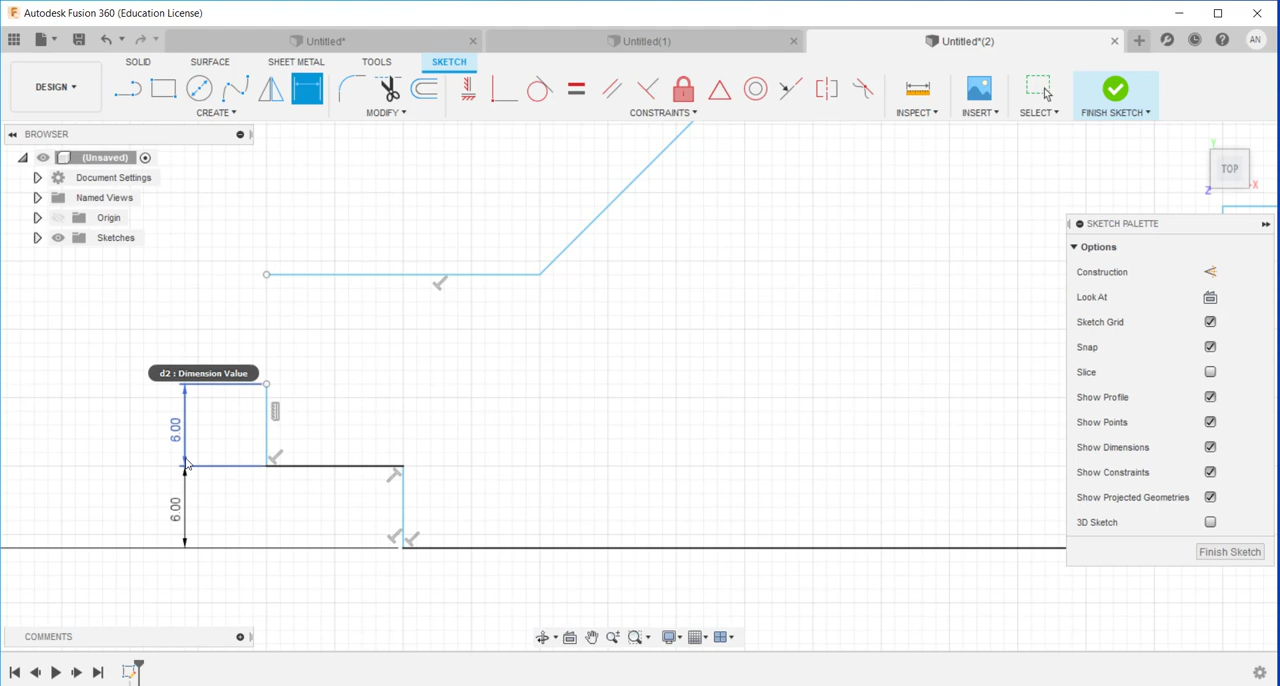 Autodesk Fusion 360 (Education License)
Untitled*
Untitled(1)
Untitled*(2)
AN
SOLID SURFACE SHEET METAL TOOLS SKETCH
DESIGN
CREATE
MODIFY
CONSTRAINTS
INSPECT
INSERT
SELECT
FINISH SKETCH
BROWSER
(Unsaved)
Document Settings
Named Views
Origin
Sketches
Y
TOP
X
Z
SKETCH PALETTE
Options
Construction
Look At
Sketch Grid
Snap
Slice
Show Profile
Show Points
Show Dimensions
Show Constraints
Show Projected Geometries
3D Sketch
Finish Sketch
d2 : Dimension Value
6.00
6.00
COMMENTS